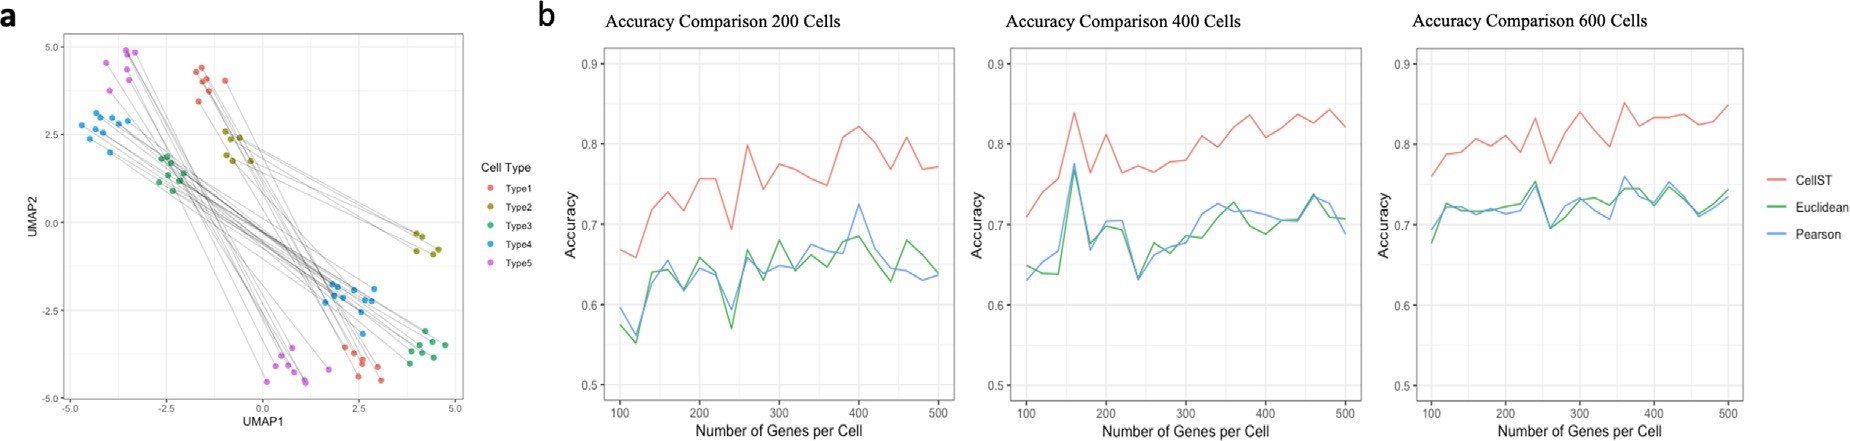 a
5.0
2.5
0.0
-2.5
-5.0
UMAP2
-5.0 -2.5 0.0 2.5 5.0
UMAP1
Cell Type
Type1
Type2
Type3
Type4
Type5
b
Accuracy Comparison 200 Cells
0.9
0.8
0.7
0.6
0.5
Accuracy
100 200 300 400 500
Number of Genes per Cell
Accuracy Comparison 400 Cells
0.9
0.8
0.7
0.6
0.5
Accuracy
100 200 300 400 500
Number of Genes per Cell
Accuracy Comparison 600 Cells
0.9
0.8
0.7
0.6
0.5
Accuracy
100 200 300 400 500
Number of Genes per Cell
CellST
Euclidean
Pearson